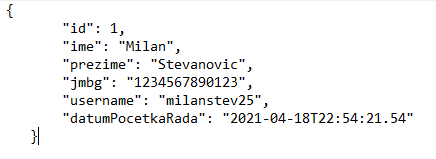 {
"id": 1,
"ime": "Milan",
"prezime": "Stevanovic",
"jmbg": "1234567890123",
"username": "milanstev25",
"datumPocetkaRada": "2021-04-18T22:54:21.54"
}